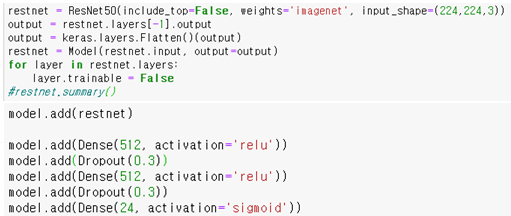 restnet = ResNet50(include_top=False, weights='imagenet', input_shape=(224,224,3))
output = restnet.layers[-1].output
output = keras.layers.Flatten()(output)
restnet = Model(restnet.input, output=output)
for layer in restnet.layers:
    layer.trainable = False
#restnet.summary()
model.add(restnet)
model.add(Dense(512, activation='relu'))
model.add(Dropout(0.3))
model.add(Dense(512, activation='relu'))
model.add(Dropout(0.3))
model.add(Dense(24, activation='sigmoid'))